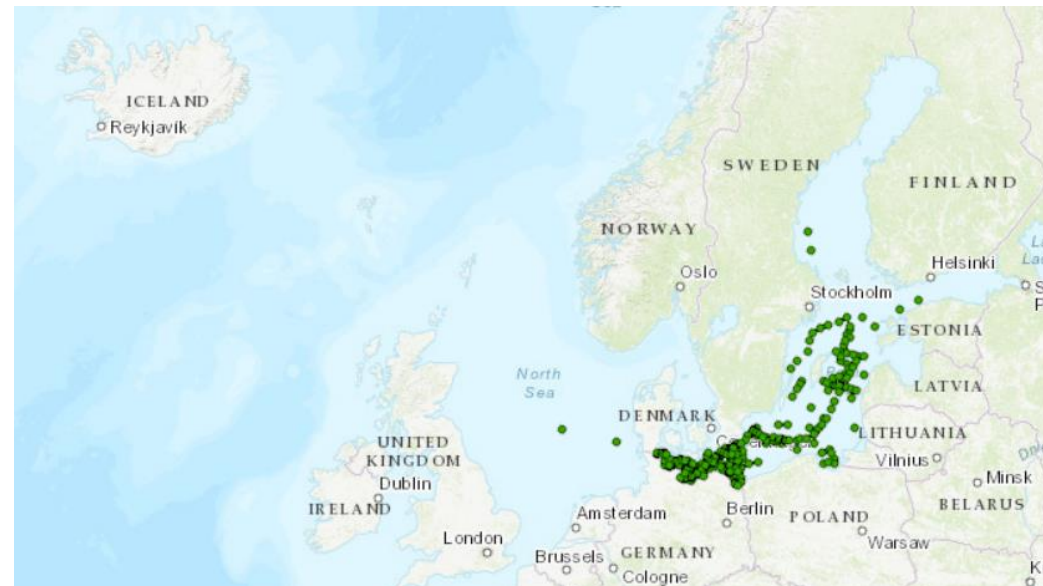 ICELAND
Reykjavík
SWEDEN
FINLAND
NORWAY
Helsinki
Oslo
Stockholm
ESTONIA
North
Sea
LATVIA
DENMARK
LITHUANIA
UNITED
KINGDOM
Vilnius
Dublin
Minsk
IRELAND
BELARUS
Amsterdam
Berlin
POLAND
London
Warsaw
Brussels
GERMANY
Cologne